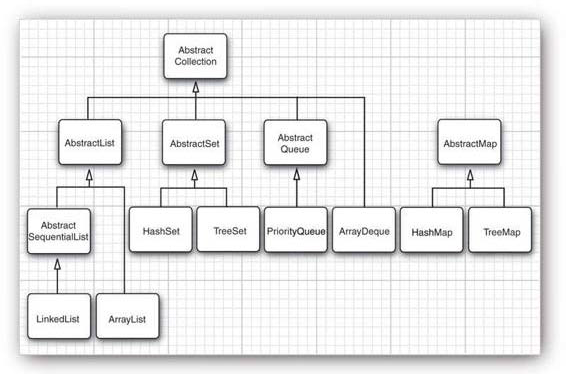 Abstract
Collection
AbstractList
AbstractSet
Abstract
Queue
AbstractMap
Abstract
SequentialList
HashSet
TreeSet
PriorityQueue
ArrayDeque
HashMap
TreeMap
LinkedList
ArrayList